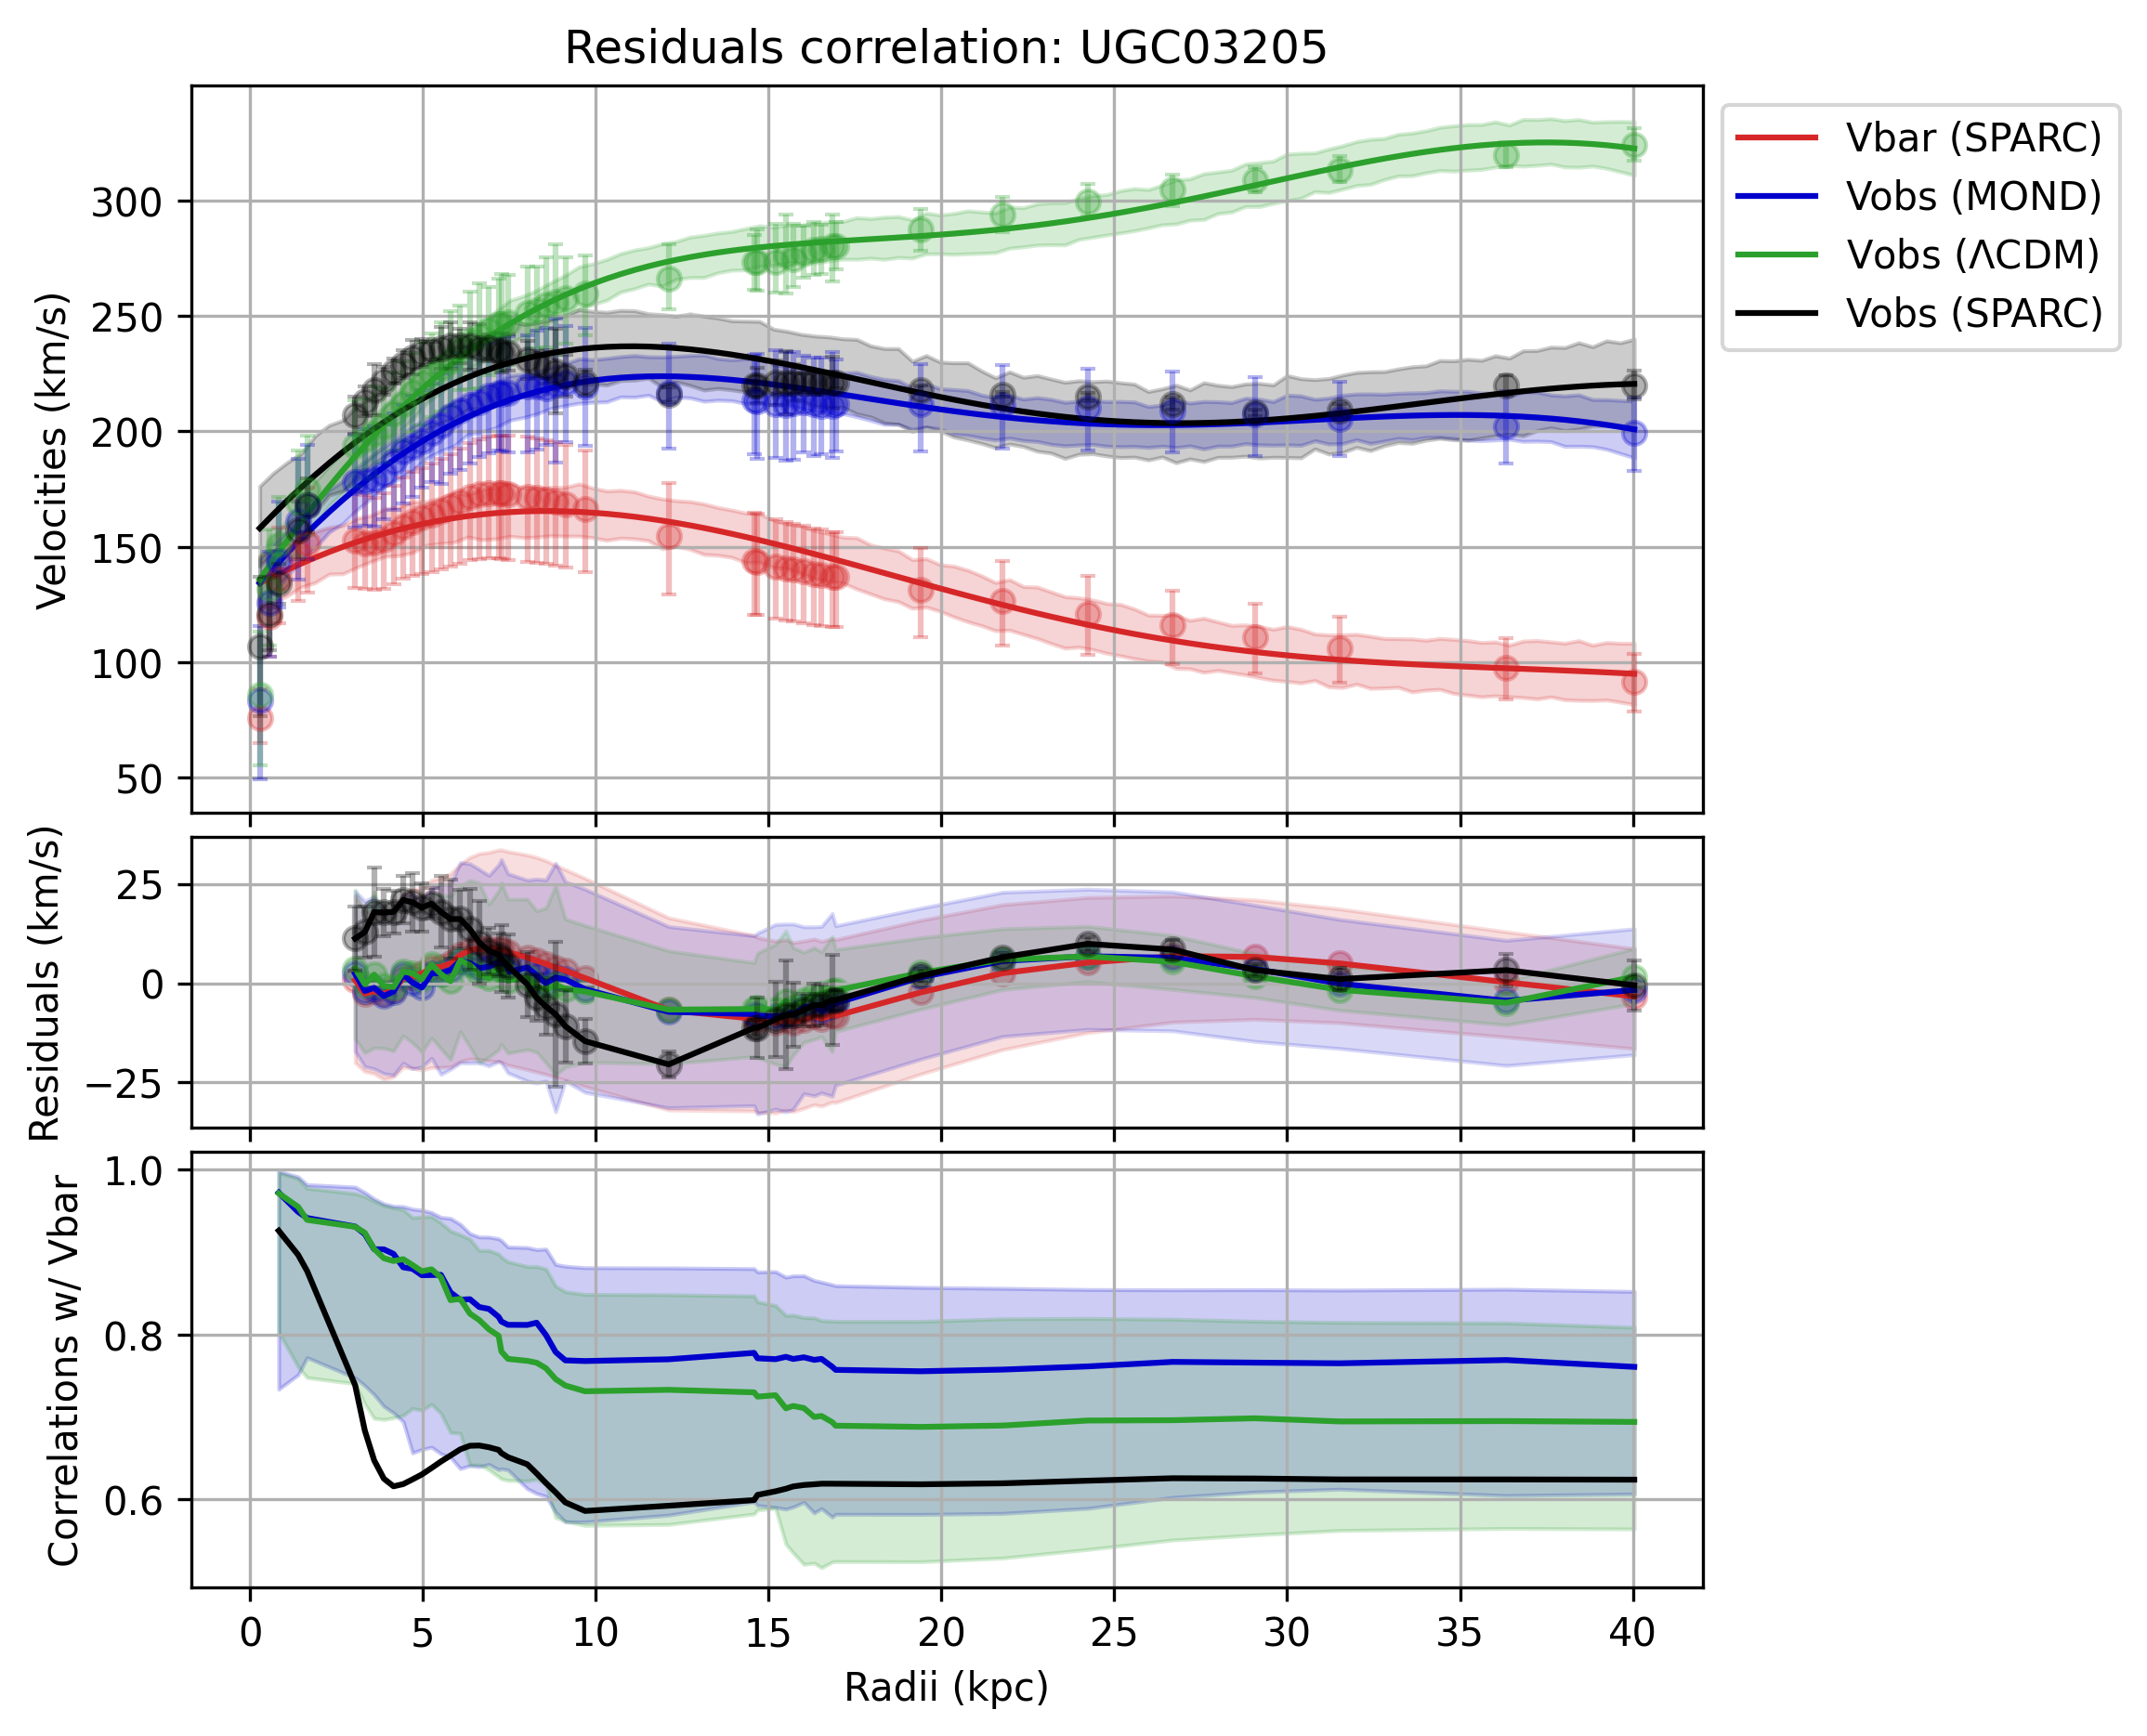 Residuals correlation: UGC03205
Velocities (km/s)
300
250
200
150
100
50
Vbar (SPARC)
Vobs (MOND)
Vobs (ΛCDM)
Vobs (SPARC)
Residuals (km/s)
25
0
−25
Correlations w/ Vbar
1.0
0.8
0.6
0 5 10 15 20 25 30 35 40
Radii (kpc)